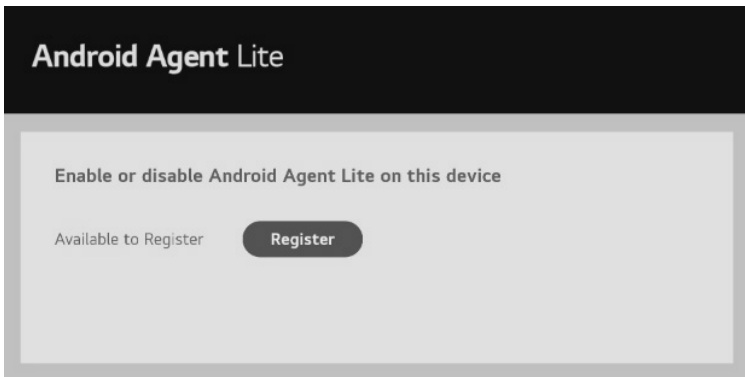 Android Agent Lite
Enable or disable Android Agent Lite on this device
Available to Register
Register